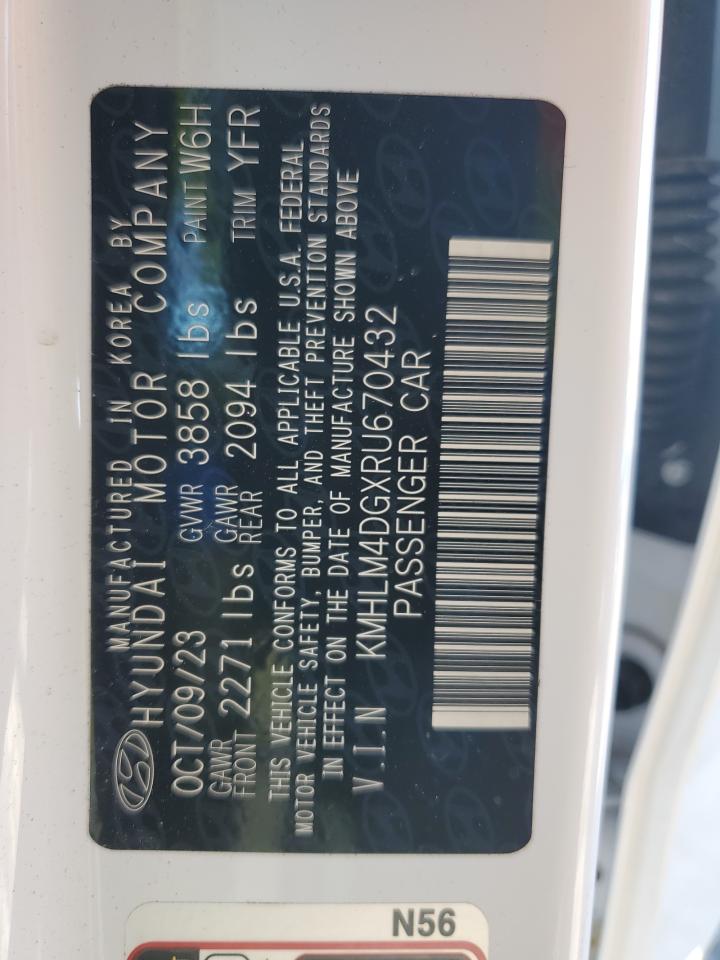 MANUFACTURED IN KOREA BY
HYUNDAI MOTOR COMPANY
OCT/09/23 GVWR 3858 lbs PAINT W6H
GAWR FRONT 2271 lbs GAWR REAR 2094 lbs TRIM YFR
THIS VEHICLE CONFORMS TO ALL APPLICABLE U.S.A. FEDERAL
MOTOR VEHICLE SAFETY, BUMPER, AND THEFT PREVENTION STANDARDS
IN EFFECT ON THE DATE OF MANUFACTURE SHOWN ABOVE
V.I.N KMHLM4DGXRU670432
PASSENGER CAR
N56